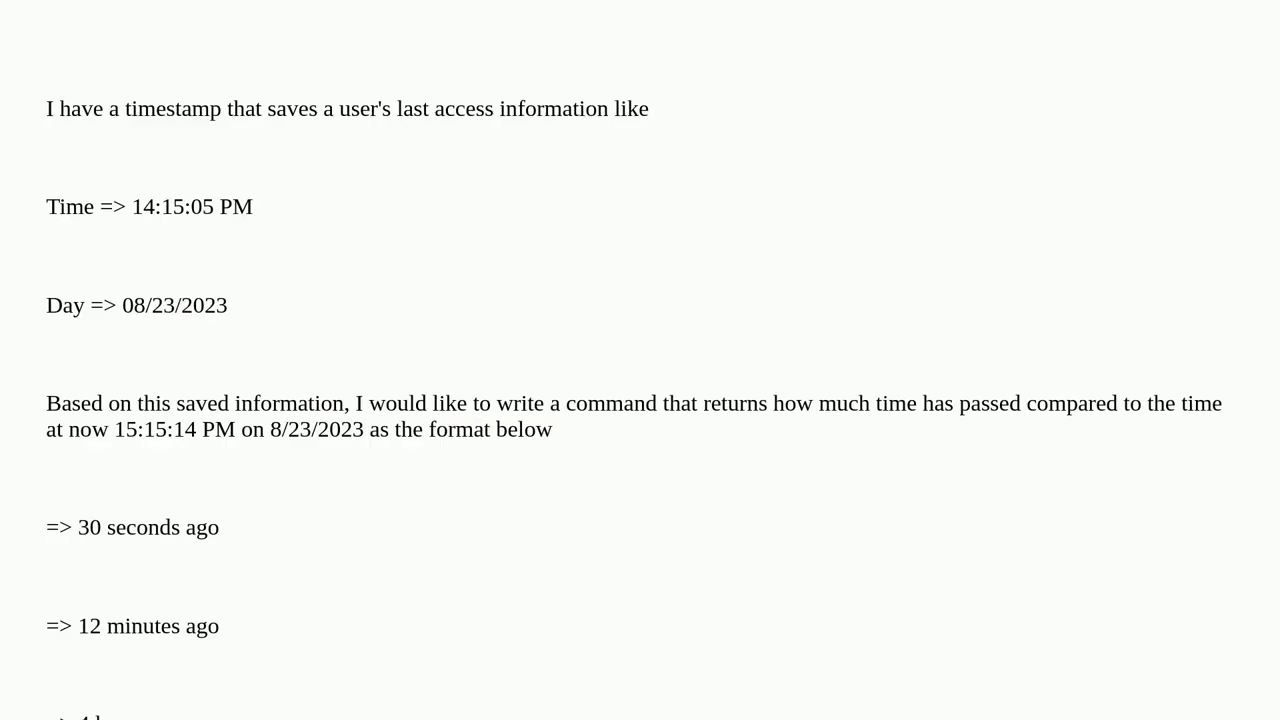 I have a timestamp that saves a user's last access information like
Time => 14:15:05 PM
Day => 08/23/2023
Based on this saved information, I would like to write a command that returns how much time has passed compared to the time
at now 15:15:14 PM on 8/23/2023 as the format below
=> 30 seconds ago
=> 12 minutes ago